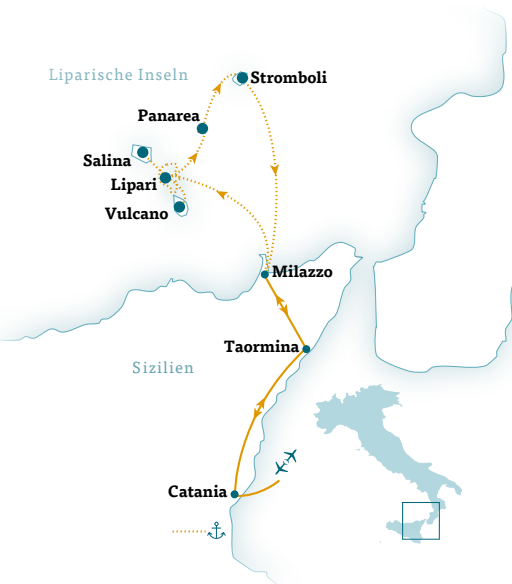 Liparische Inseln
Stromboli
Panarea
Salina
Lipari
Vulcano
Milazzo
Taormina
Sizilien
Catania